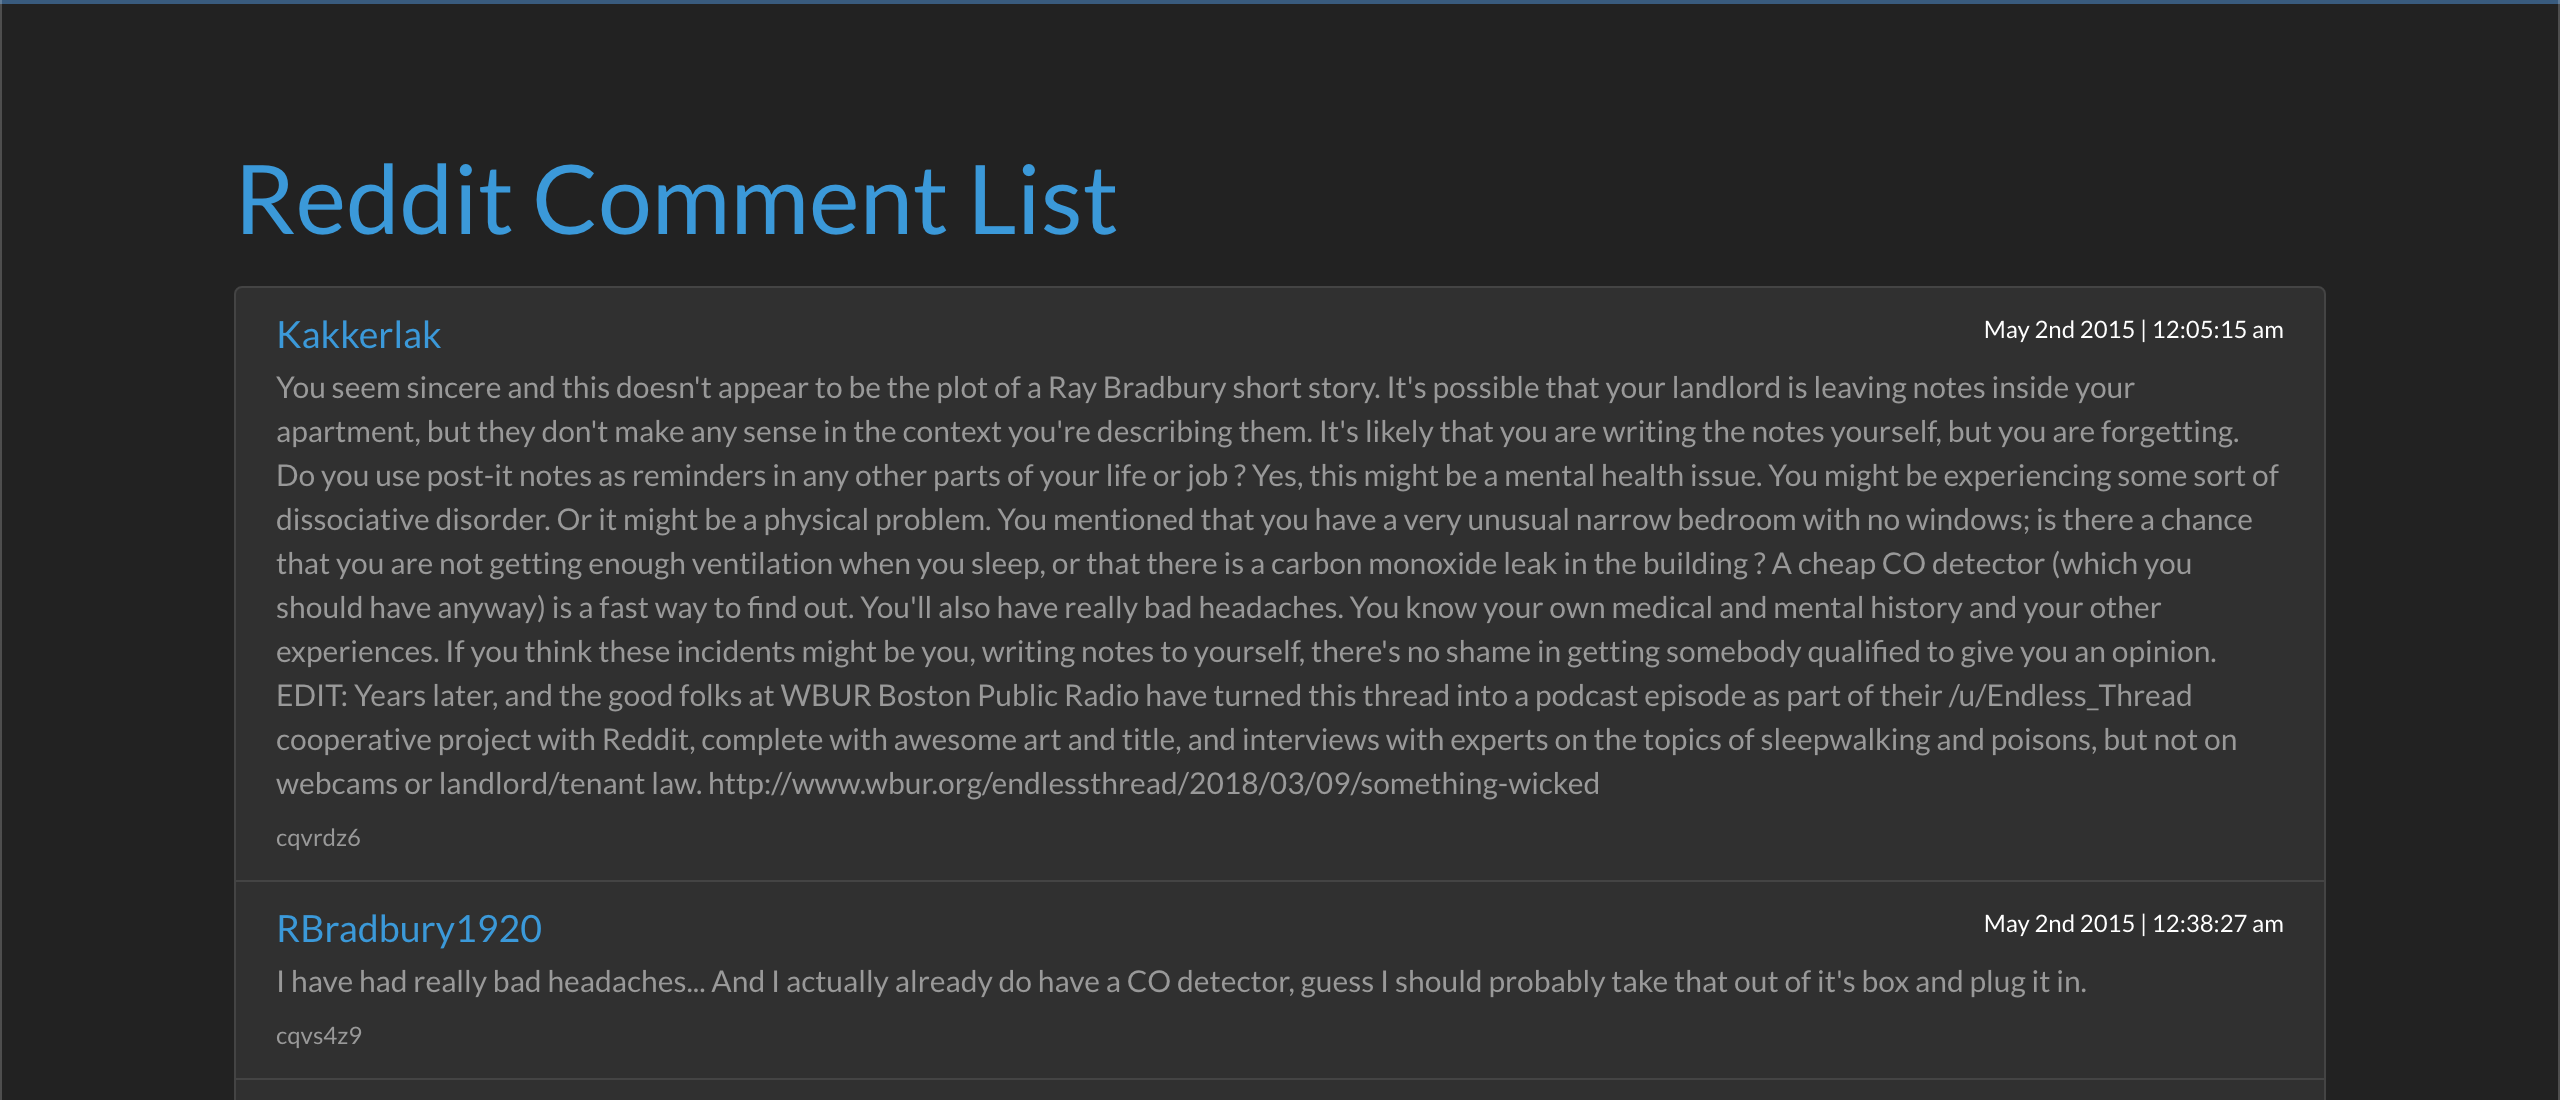 Reddit Comment List
Kakkerlak
May 2nd 2015 | 12:05:15 am
You seem sincere and this doesn't appear to be the plot of a Ray Bradbury short story. It's possible that your landlord is leaving notes inside your
apartment, but they don't make any sense in the context you're describing them. It's likely that you are writing the notes yourself, but you are forgetting.
Do you use post-it notes as reminders in any other parts of your life or job ? Yes, this might be a mental health issue. You might be experiencing some sort of
dissociative disorder. Or it might be a physical problem. You mentioned that you have a very unusual narrow bedroom with no windows; is there a chance
that you are not getting enough ventilation when you sleep, or that there is a carbon monoxide leak in the building ? A cheap CO detector (which you
should have anyway) is a fast way to find out. You'll also have really bad headaches. You know your own medical and mental history and your other
experiences. If you think these incidents might be you, writing notes to yourself, there's no shame in getting somebody qualified to give you an opinion.
EDIT: Years later, and the good folks at WBUR Boston Public Radio have turned this thread into a podcast episode as part of their /u/Endless_Thread
cooperative project with Reddit, complete with awesome art and title, and interviews with experts on the topics of sleepwalking and poisons, but not on
webcams or landlord/tenant law. http://www.wbur.org/endlessthread/2018/03/09/something-wicked
cqvrdz6
RBradbury1920
May 2nd 2015 | 12:38:27 am
I have had really bad headaches... And I actually already do have a CO detector, guess I should probably take that out of it's box and plug it in.
cqvs4z9